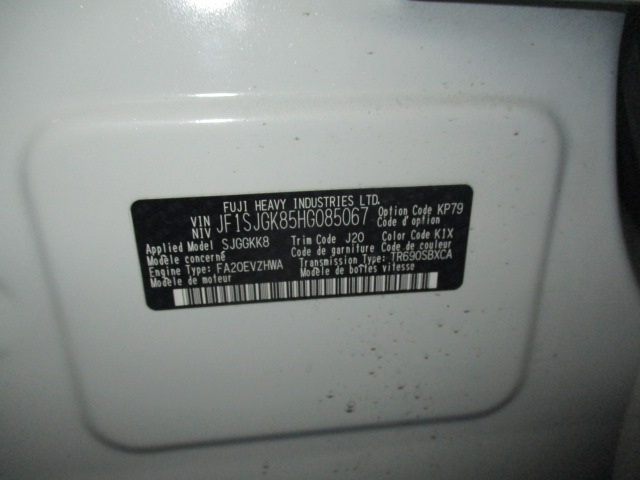 FUJI HEAVY INDUSTRIES LTD.
VIN NIV JF1SJGK85HG085067 Option Code KP79
Code d'option
Applied Model SJGGKK8 Trim Code J20 Color Code K1X
Modele concerné Code de garniture Code de couleur
Engine Type: FA20EVZHWA Transmission Type: TR690SBXCA
Modele de moteur Modele de boites vitesse